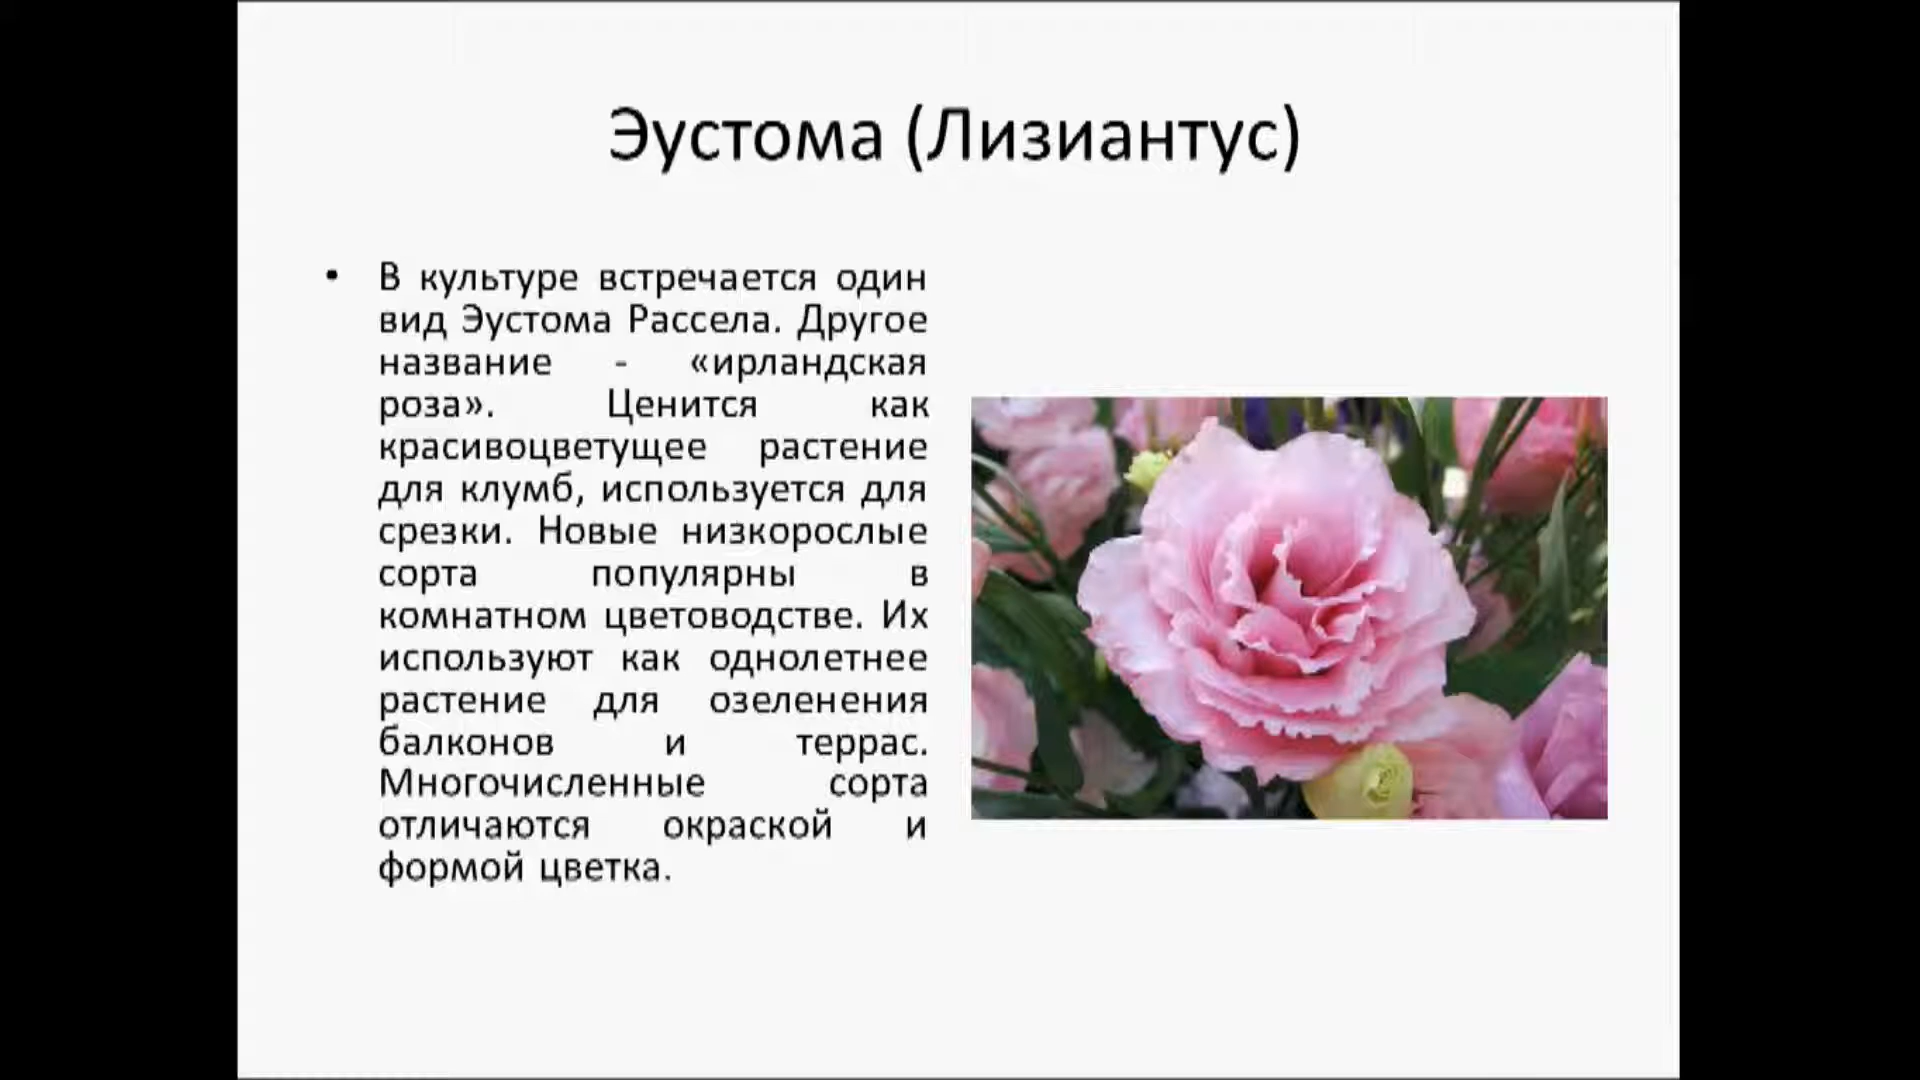 Эустома (Лизиантус)
• В культуре встречается один
вид Эустома Рассела. Другое
название - «ирландская
роза». Ценится как
красивоцветущее растение
для клумб, используется для
срезки. Новые низкорослые
сорта популярны в
комнатном цветоводстве. Их
используют как однолетнее
растение для озеленения
балконов и террас.
Многочисленные сорта
отличаются окраской и
формой цветка.